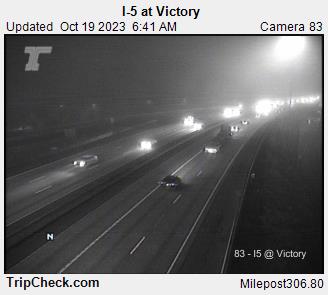 I-5 at Victory
Updated Oct 19 2023 6:41 AM Camera 83
T
N
83 - I5 @ Victory
TripCheck.com Milepost306.80